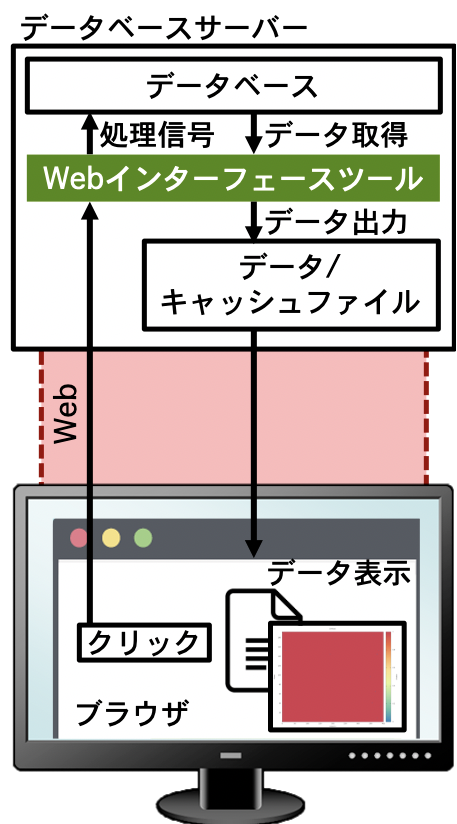 データベースサーバー
データベース
処理信号
データ取得
Webインターフェースツール
データ出力
データ/
キャッシュファイル
Web
データ表示
クリック
ブラウザ